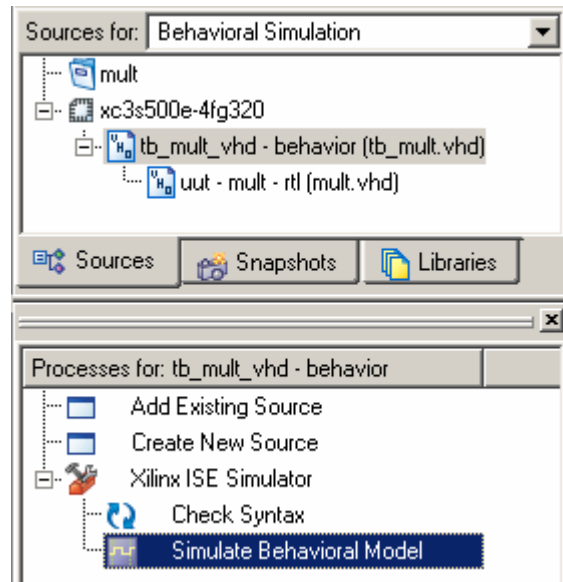 Sources for: Behavioral Simulation
mult
xc3s500e-4fg320
tb_mult_vhd - behavior (tb_mult.vhd)
uut - mult - rtl (mult.vhd)
Sources Snapshots Libraries
Processes for: tb_mult_vhd - behavior
Add Existing Source
Create New Source
Xilinx ISE Simulator
Check Syntax
Simulate Behavioral Model